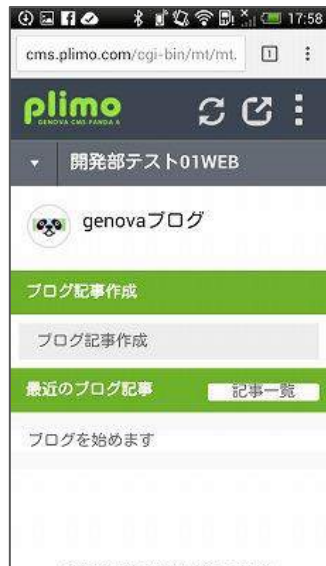 17:58
cms.plimo.com/cgi-bin/mt/mt.
1
plimo
GENOVA CMS PANDA 6
開発部テスト01WEB
genovaブログ
ブログ記事作成
ブログ記事作成
最近のブログ記事
記事一覧
ブログを始めます